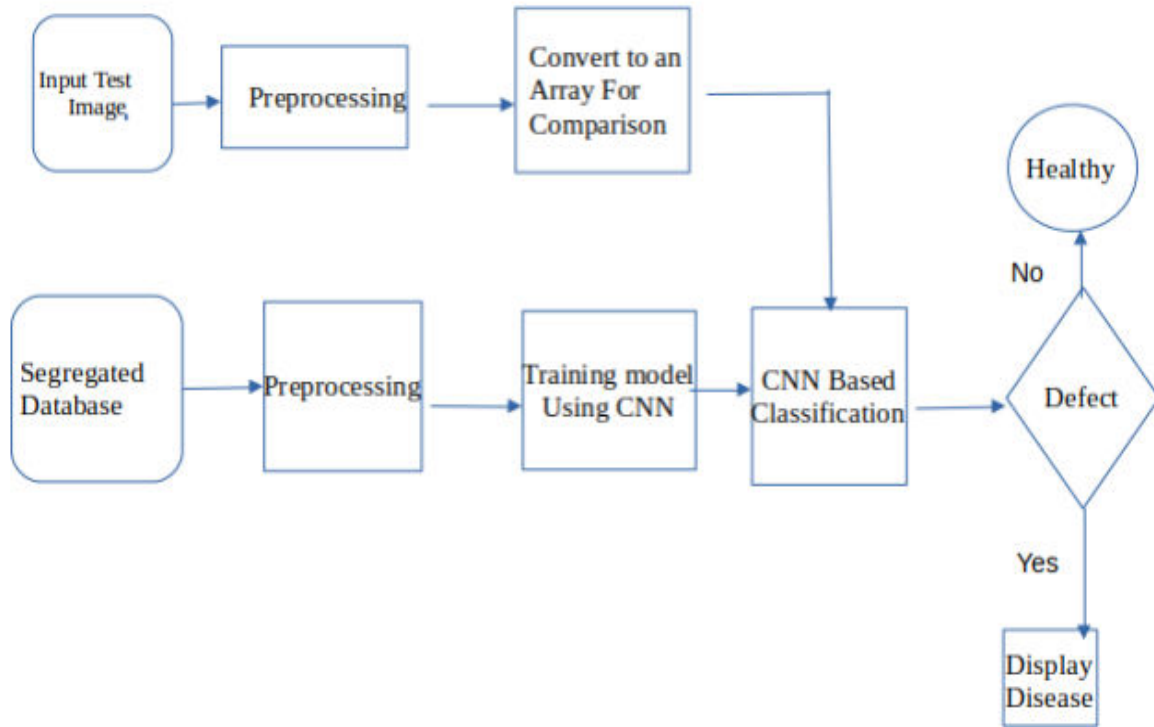 Input Test
Image,
Preprocessing
Convert to an
Array For
Comparison
Healthy
No
Segregated
Database
Preprocessing
Training model
Using CNN
CNN Based
Classification
Defect
Yes
Display
Disease